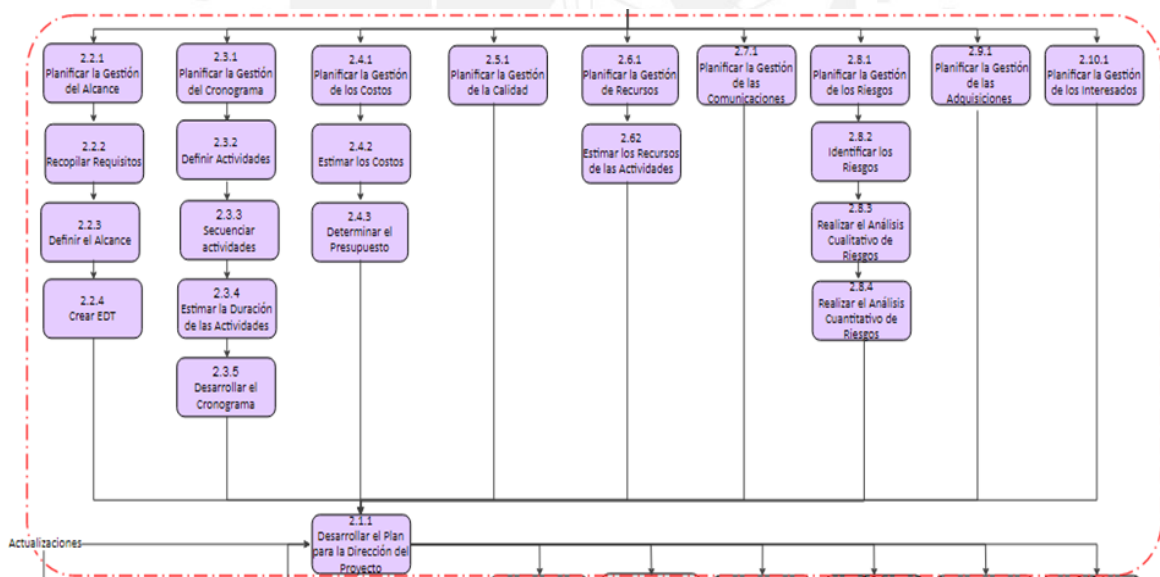 2.2.1
Planificar la Gestión
del Alcance
2.2.2
Recopilar Requisitos
2.2.3
Definir el Alcance
2.2.4
Crear EDT
2.3.1
Planificar la Gestión
del Cronograma
2.3.2
Definir Actividades
2.3.3
Secuenciar
actividades
2.3.4
Estimar la Duración
de las Actividades
2.3.5
Desarrollar el
Cronograma
2.4.1
Planificar la Gestión
de los Costos
2.4.2
Estimar los Costos
2.4.3
Determinar el
Presupuesto
2.5.1
Planificar la Gestión
de la Calidad
2.6.1
Planificar la Gestión
de Recursos
2.62
Estimar los Recursos
de las Actividades
2.7.1
Planificar la Gestión
de las
Comunicaciones
2.8.1
Planificar la Gestión
de los Riesgos
2.8.2
Identificar los
Riesgos
2.8.3
Realizar el Análisis
Cualitativo de
Riesgos
2.8.4
Realizar el Análisis
Cuantitativo de
Riesgos
2.9.1
Planificar la Gestión
de las
Adquisiciones
2.10.1
Planificar la Gestión
de los Interesados
Actualizaciones
2.1.1
Desarrollar el Plan
para la Dirección del
Proyecto